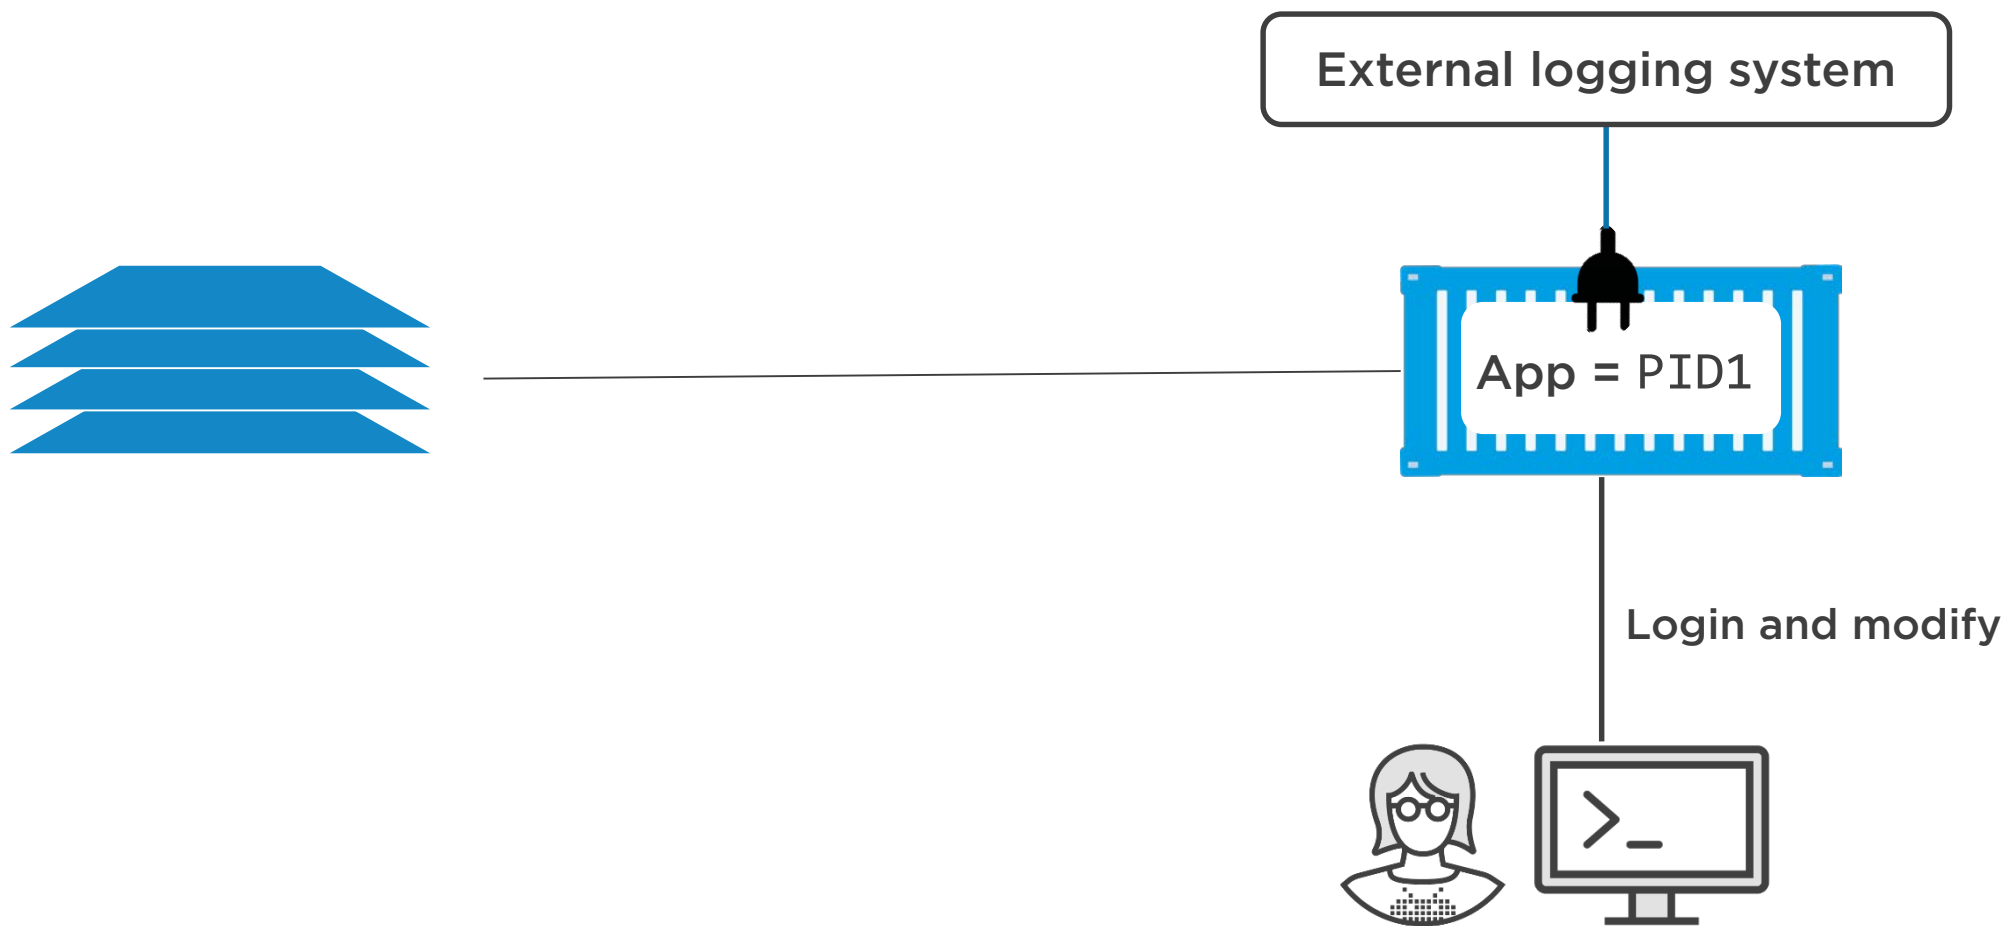 External logging system
App = PID1
Login and modify
>_